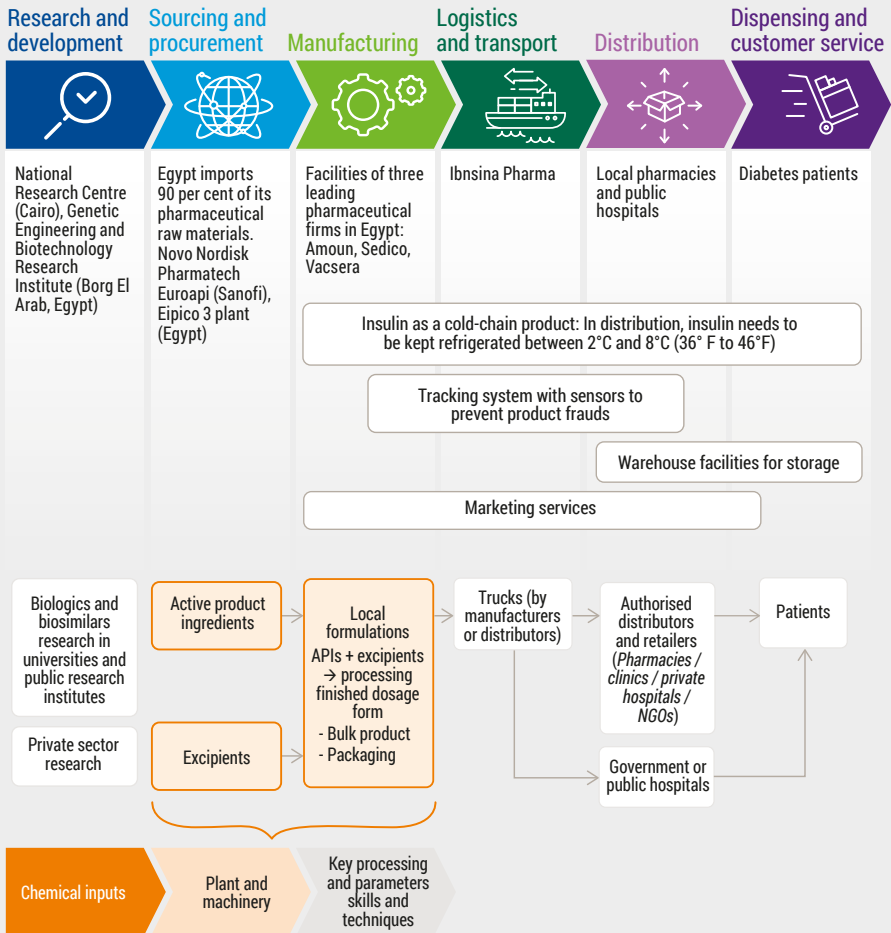 Research and
development
Sourcing and
procurement
Manufacturing
Logistics
and transport
Distribution
Dispensing and
customer service
National
Research Centre
(Cairo), Genetic
Engineering and
Biotechnology
Research
Institute (Borg El
Arab, Egypt)
Egypt imports
90 per cent of its
pharmaceutical
raw materials.
Novo Nordisk
Pharmatech
Euroapi (Sanofi),
Eipico 3 plant
(Egypt)
Facilities of three
leading
pharmaceutical
firms in Egypt:
Amoun, Sedico,
Vacsera
Ibnsina Pharma
Local pharmacies
and public
hospitals
Diabetes patients
Insulin as a cold-chain product: In distribution, insulin needs to
be kept refrigerated between 2°C and 8°C (36° F to 46°F)
Tracking system with sensors to
prevent product frauds
Warehouse facilities for storage
Marketing services
Biologics and
biosimilars
research in
universities and
public research
institutes
Private sector
research
Active product
ingredients
Excipients
Local
formulations
APIs + excipients
→ processing
finished dosage
form
- Bulk product
- Packaging
Trucks (by
manufacturers
or distributors)
Authorised
distributors
and retailers
(Pharmacies /
clinics / private
hospitals /
NGOs)
Government or
public hospitals
Patients
Chemical inputs
Plant and
machinery
Key processing
and parameters
skills and
techniques